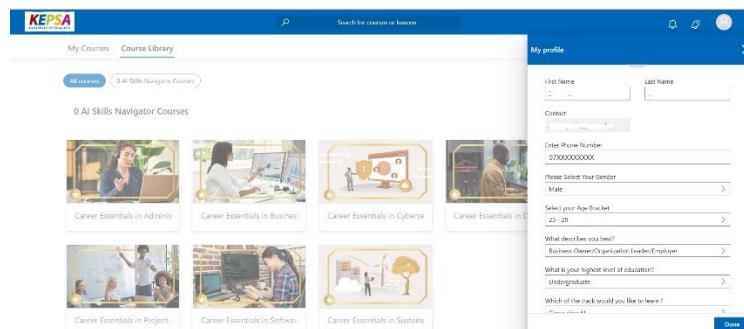 KEPSA
Search for courses or lessons
My Courses Course Library
All courses 0 AI Skills Navigator Courses
0 AI Skills Navigator Courses
Career Essentials in Adminis
Career Essentials in Busines
Career Essentials in Cyberse
Career Essentials in D
Career Essentials in Project
Career Essentials in Softwar
Career Essentials in Sustaina
My profile
First Name Last Name
Contact
Enter Phone Number
07XXXXXXXXX
Please Select Your Gender
Male
Select your Age Bracket
25 - 29
What describes you best?
Business Owner/Organization Leader/Employer
What is your highest level of education?
Undergraduate
Which of the track would you like to learn ?
Done